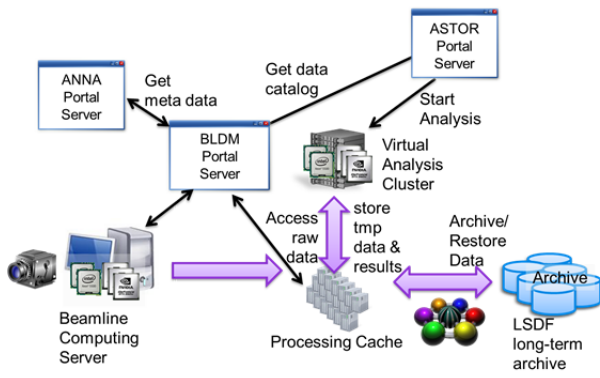 ASTOR
Portal
Server
ANNA
Portal
Server
Get
meta data
Get data
catalog
Start
Analysis
BLDM
Portal
Server
Virtual
Analysis
Cluster
Access
raw
data
store
tmp
data &
results
Archive/
Restore
Data
Archive
Beamline
Computing
Server
Processing Cache
LSDF
long-term
archive